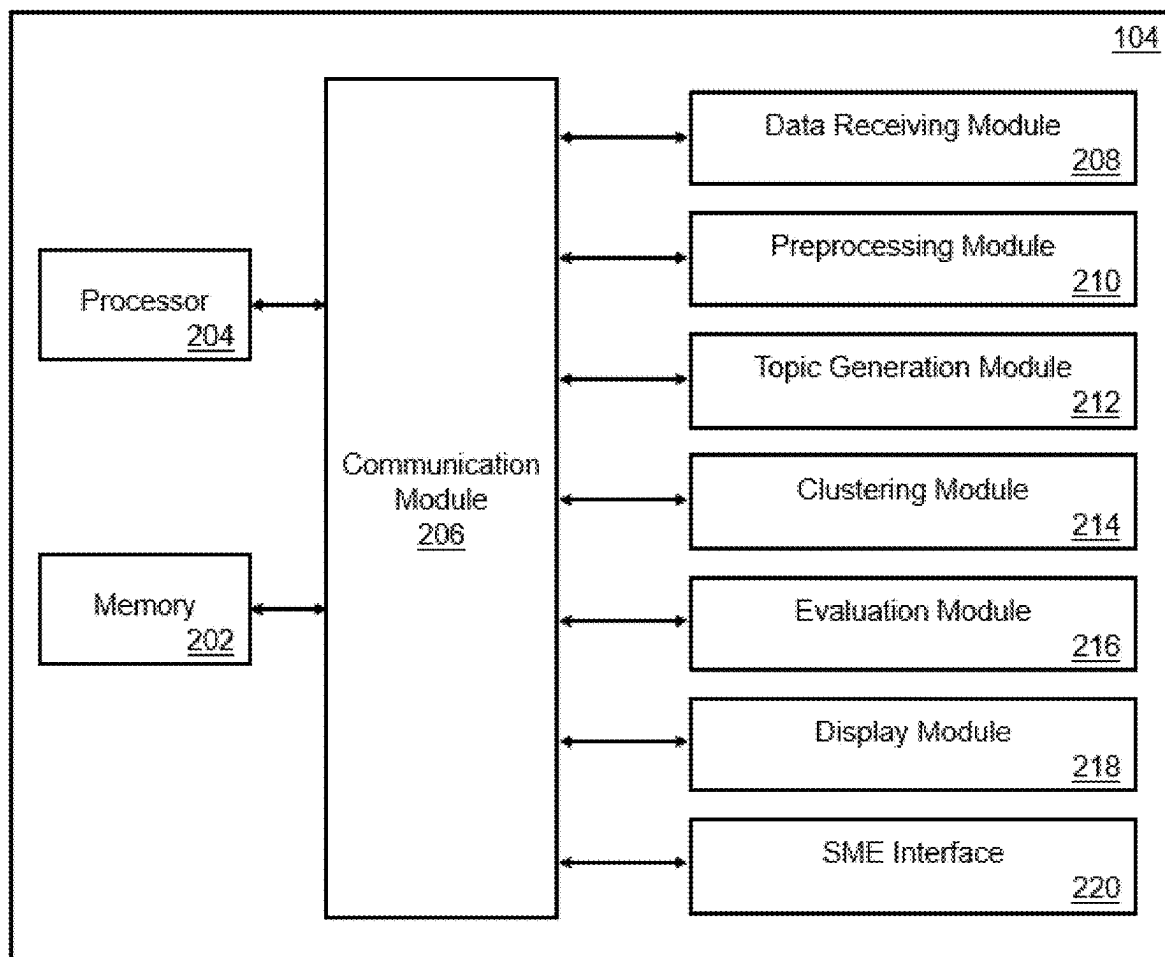 104
Data Receiving Module
208
Preprocessing Module
210
Processor
204
Topic Generation Module
212
Communication
Module
206
Clustering Module
214
Memory
202
Evaluation Module
216
Display Module
218
SME Interface
220